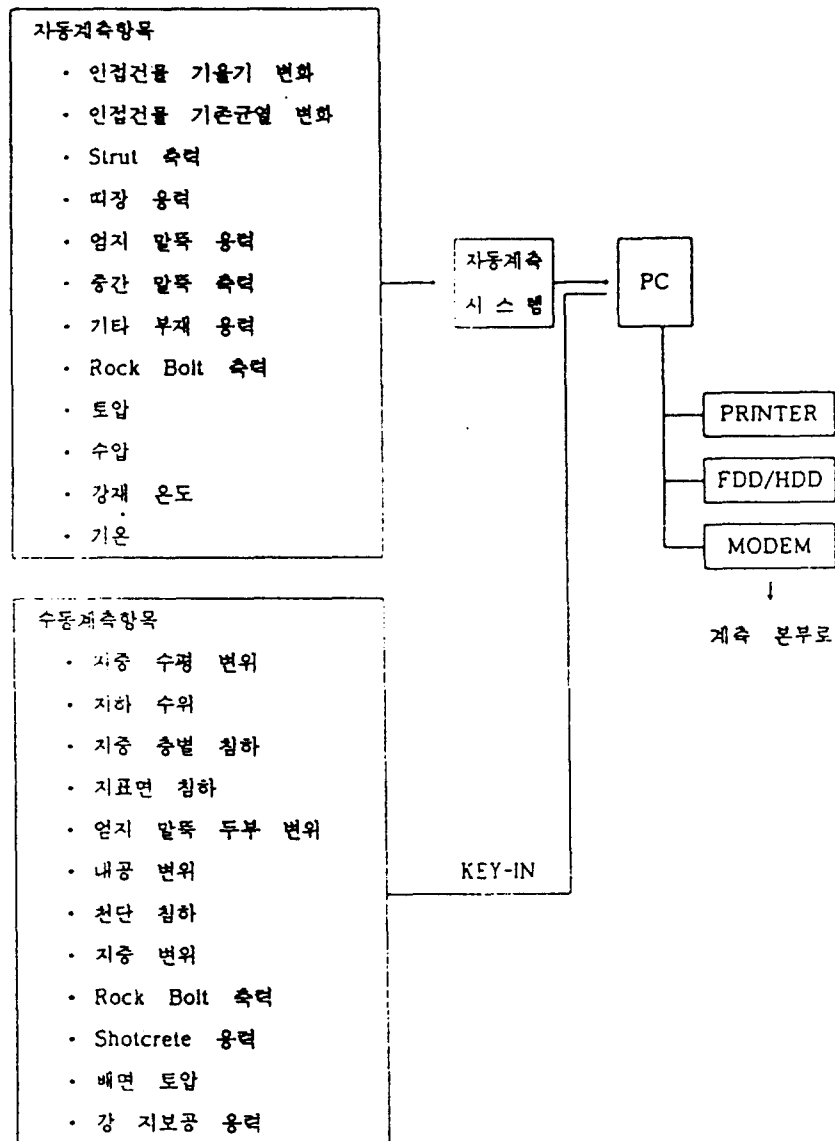 자동계측항목
· 인접건물 기울기 변화
· 인접건물 기존균열 변화
· Strut 축력
· 띠장 응력
· 엄지 말뚝 응력
· 중간 말뚝 축력
· 기타 부재 응력
· Rock Bolt 축력
· 토압
· 수압
· 강재 온도
· 기온
자동계측
시 스 템
PC
PRINTER
FDD/HDD
MODEM
계측 본부로
수동계측항목
· 지중 수평 변위
· 지하 수위
· 지중 층별 침하
· 지표면 침하
· 얻지 말뚝 두부 변위
· 내공 변위
· 천단 침하
· 지중 변위
· Rock Bolt 축력
· Shotcrete 응력
· 배면 토압
· 강 지보공 응력
KEY-IN